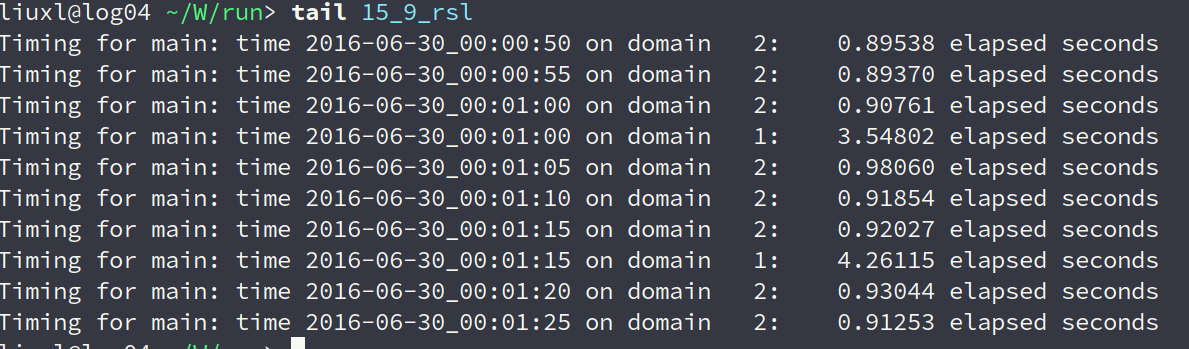 liuxl@log04 ~/W/run> tail 15_9_rsl
Timing for main: time 2016-06-30_00:00:50 on domain   2:    0.89538 elapsed seconds
Timing for main: time 2016-06-30_00:00:55 on domain   2:    0.89370 elapsed seconds
Timing for main: time 2016-06-30_00:01:00 on domain   2:    0.90761 elapsed seconds
Timing for main: time 2016-06-30_00:01:00 on domain   1:    3.54802 elapsed seconds
Timing for main: time 2016-06-30_00:01:05 on domain   2:    0.98060 elapsed seconds
Timing for main: time 2016-06-30_00:01:10 on domain   2:    0.91854 elapsed seconds
Timing for main: time 2016-06-30_00:01:15 on domain   2:    0.92027 elapsed seconds
Timing for main: time 2016-06-30_00:01:15 on domain   1:    4.26115 elapsed seconds
Timing for main: time 2016-06-30_00:01:20 on domain   2:    0.93044 elapsed seconds
Timing for main: time 2016-06-30_00:01:25 on domain   2:    0.91253 elapsed seconds
liuxl@log04 ~/W/run>